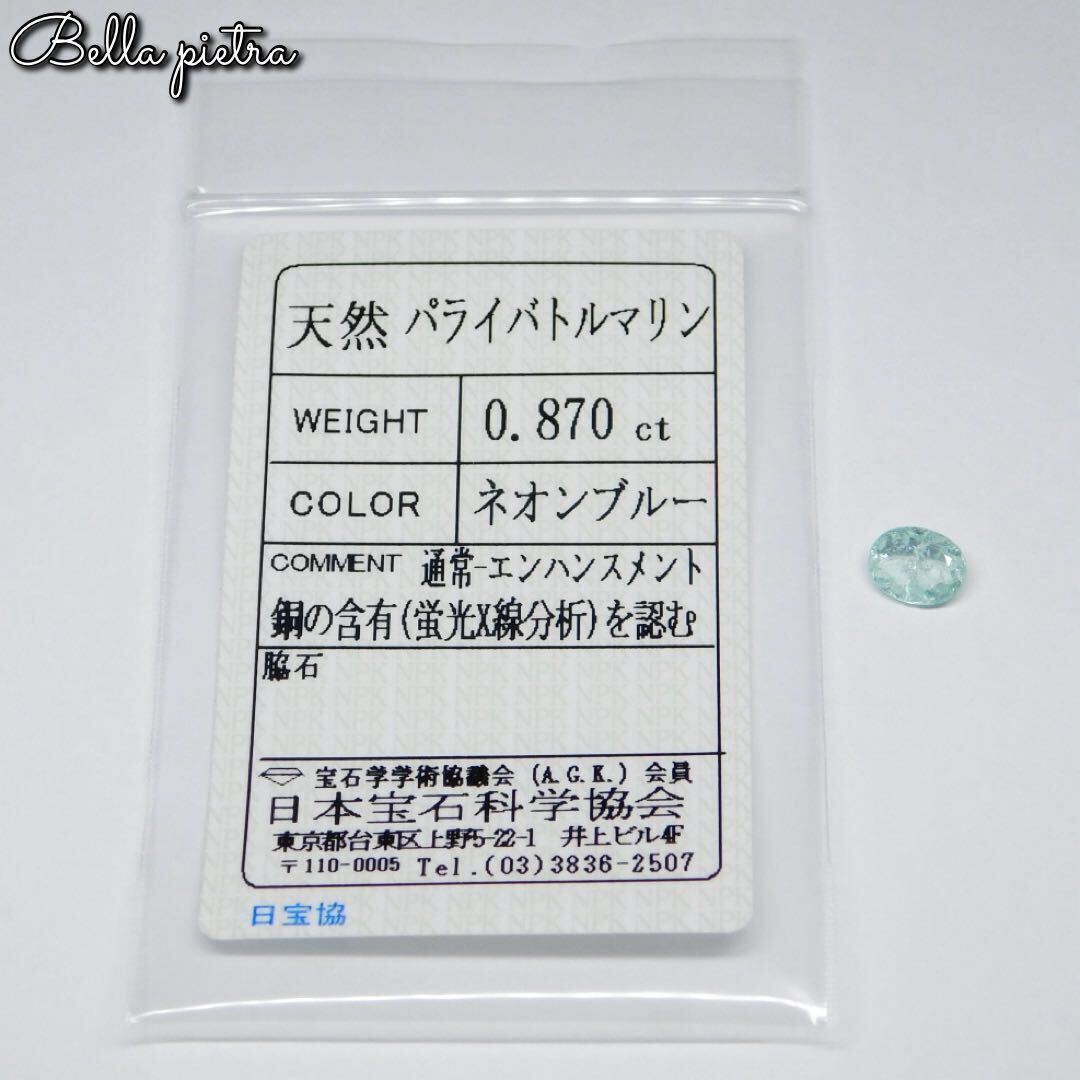 Bella pietra
天然 パライバトルマリン
WEIGHT 0.870 ct
COLOR ネオンブルー
COMMENT 通常-エンハンスメント
銅の含有(蛍光X線分析)を認む。
脇石
宝石学学術協議会 (A.G.K.) 会員
日本宝石科学協会
東京都台東区上野5-22-1 井上ビル4F
〒110-0005 Tel.(03)3836-2507
日宝協